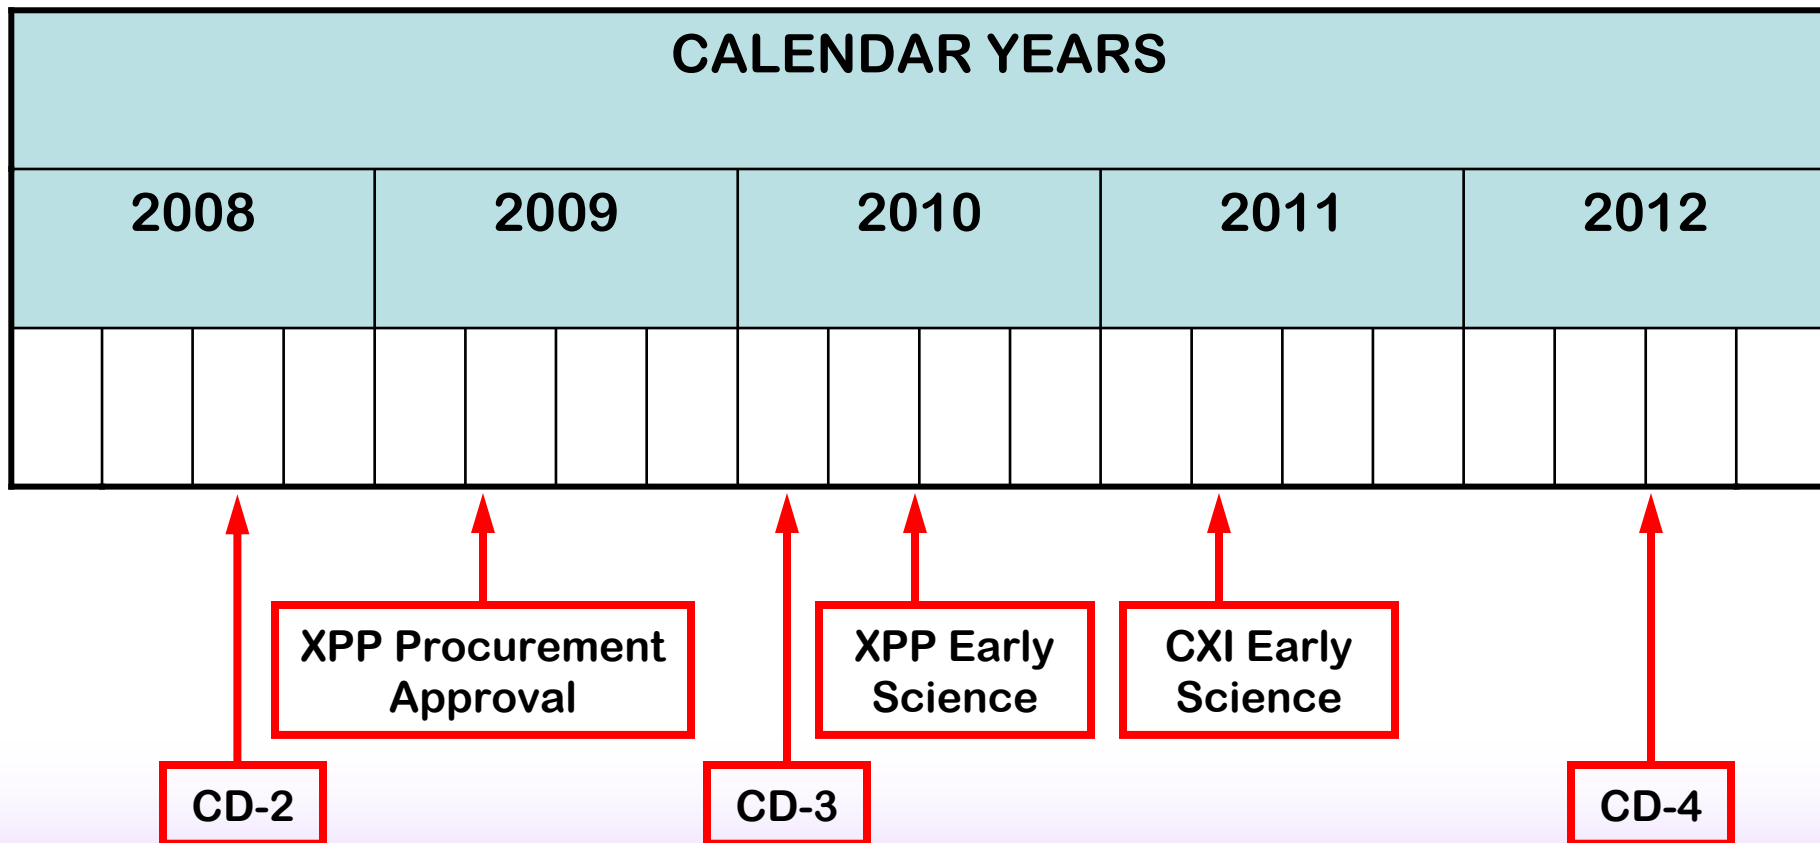 CALENDAR YEARS
2008 2009 2010 2011 2012
XPP Procurement
Approval
XPP Early
Science
CXI Early
Science
CD-2
CD-3
CD-4